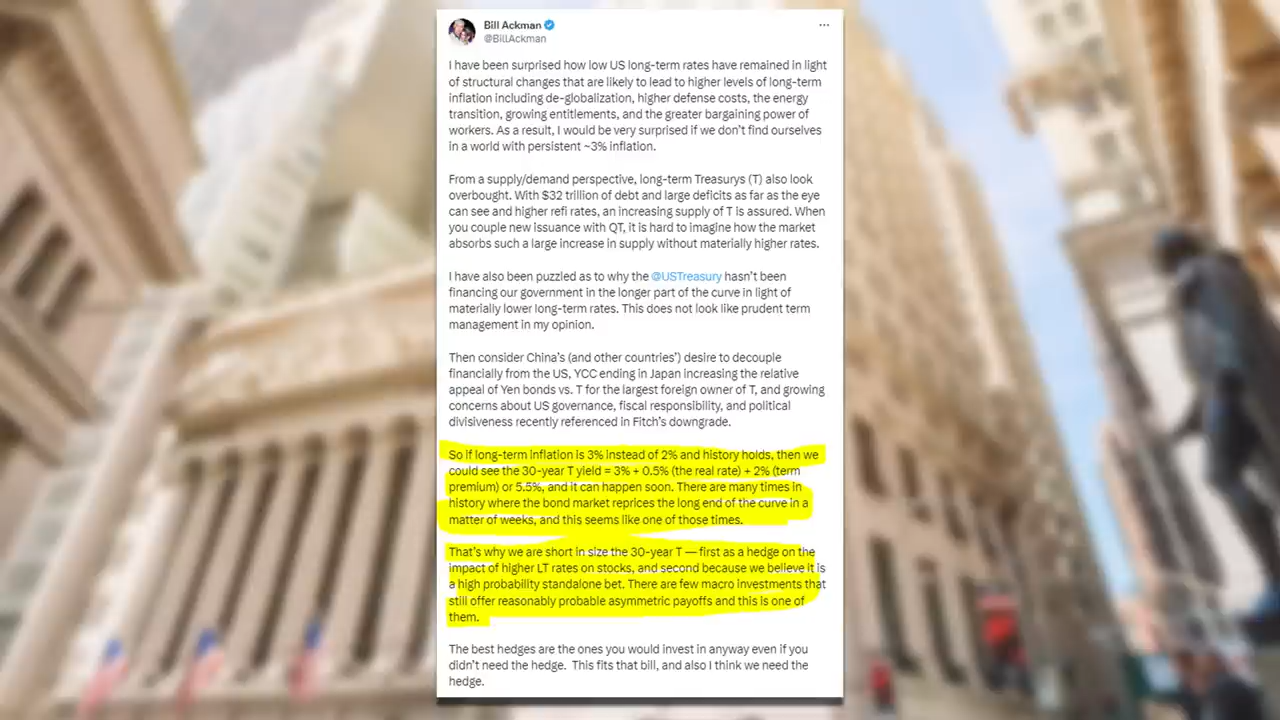 Bill Ackman
@BillAckman
I have been surprised how low US long-term rates have remained in light
of structural changes that are likely to lead to higher levels of long-term
inflation including de-globalization, higher defense costs, the energy
transition, growing entitlements, and the greater bargaining power of
workers. As a result, I would be very surprised if we don't find ourselves
in a world with persistent ~3% inflation.
From a supply/demand perspective, long-term Treasurys (T) also look
overbought. With $32 trillion of debt and large deficits as far as the eye
can see and higher refi rates, an increasing supply of T is assured. When
you couple new issuance with QT, it is hard to imagine how the market
absorbs such a large increase in supply without materially higher rates.
I have also been puzzled as to why the @USTreasury hasn't been
financing our government in the longer part of the curve in light of
materially lower long-term rates. This does not look like prudent term
management in my opinion.
Then consider China's (and other countries') desire to decouple
financially from the US, YCC ending in Japan increasing the relative
appeal of Yen bonds vs. T for the largest foreign owner of T, and growing
concerns about US governance, fiscal responsibility, and political
divisiveness recently referenced in Fitch's downgrade.
So if long-term inflation is 3% instead of 2% and history holds, then we
could see the 30-year T yield = 3% + 0.5% (the real rate) + 2% (term
premium) or 5.5%, and it can happen soon. There are many times in
history where the bond market reprices the long end of the curve in a
matter of weeks, and this seems like one of those times.
That's why we are short in size the 30-year T — first as a hedge on the
impact of higher LT rates on stocks, and second because we believe it is
a high probability standalone bet. There are few macro investments that
still offer reasonably probable asymmetric payoffs and this is one of
them.
The best hedges are the ones you would invest in anyway even if you
didn't need the hedge. This fits that bill, and also I think we need the
hedge.